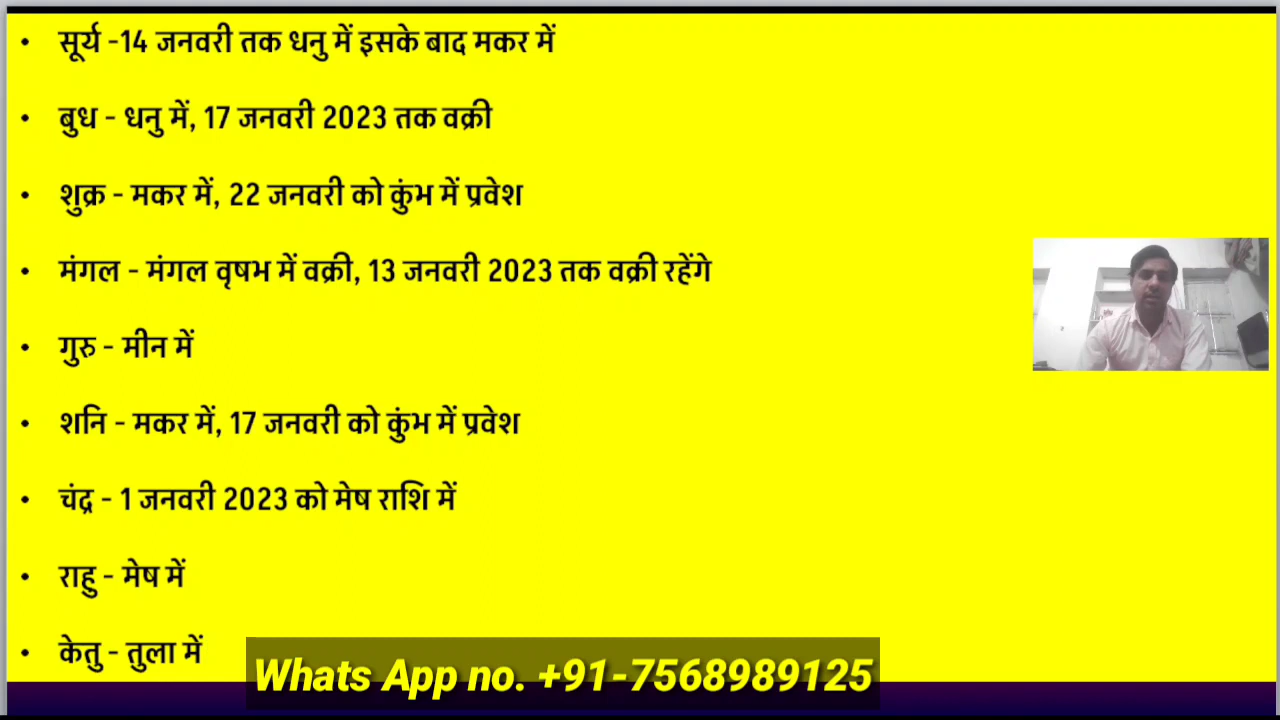 • सूर्य -14 जनवरी तक धनु में इसके बाद मकर में
• बुध - धनु में, 17 जनवरी 2023 तक वक्री
• शुक्र - मकर में, 22 जनवरी को कुंभ में प्रवेश
• मंगल - मंगल वृषभ में वक्री, 13 जनवरी 2023 तक वक्री रहेंगे
• गुरु - मीन में
• शनि - मकर में, 17 जनवरी को कुंभ में प्रवेश
• चंद्र - 1 जनवरी 2023 को मेष राशि में
• राहु - मेष में
• केतु - तुला में
Whats App no. +91-7568989125